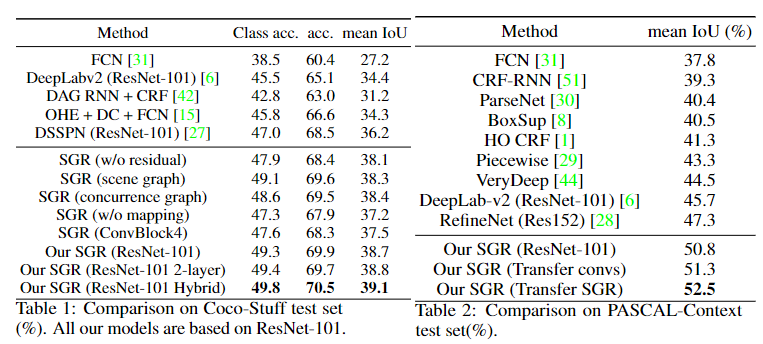 Method Class acc. acc. mean IoU
FCN [31] 38.5 60.4 27.2
DeepLabv2 (ResNet-101) [6] 45.5 65.1 34.4
DAG RNN + CRF [42] 42.8 63.0 31.2
OHE + DC + FCN [15] 45.8 66.6 34.3
DSSPN (ResNet-101) [27] 47.0 68.5 36.2
SGR (w/o residual) 47.9 68.4 38.1
SGR (scene graph) 49.1 69.6 38.3
SGR (concurrence graph) 48.6 69.5 38.4
SGR (w/o mapping) 47.3 67.9 37.2
SGR (ConvBlock4) 47.6 68.3 37.5
Our SGR (ResNet-101) 49.3 69.9 38.7
Our SGR (ResNet-101 2-layer) 49.4 69.7 38.8
Our SGR (ResNet-101 Hybrid) 49.8 70.5 39.1
Table 1: Comparison on Coco-Stuff test set
(%). All our models are based on ResNet-101.
Method mean IoU (%)
FCN [31] 37.8
CRF-RNN [51] 39.3
ParseNet [30] 40.4
BoxSup [8] 40.5
HO CRF [1] 41.3
Piecewise [29] 43.3
VeryDeep [44] 44.5
DeepLab-v2 (ResNet-101) [6] 45.7
RefineNet (Res152) [28] 47.3
Our SGR (ResNet-101) 50.8
Our SGR (Transfer convs) 51.3
Our SGR (Transfer SGR) 52.5
Table 2: Comparison on PASCAL-Context
test set(%).